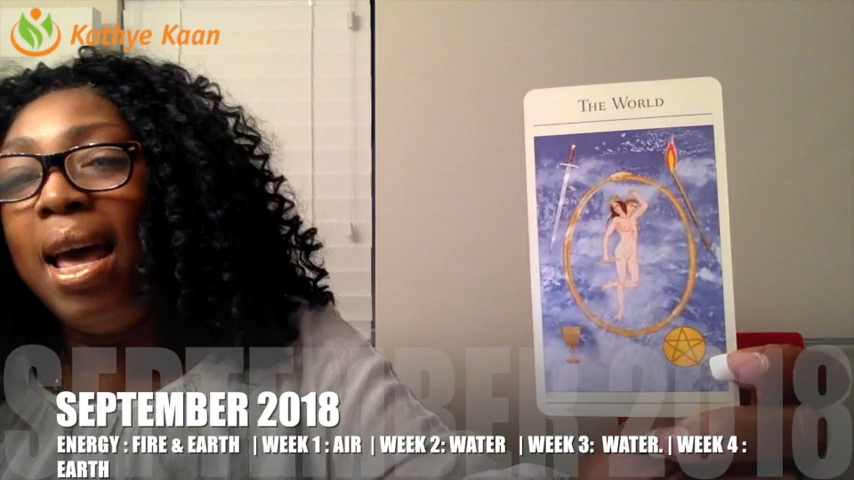 Kathye Kaan
THE WORLD
SEPTEMBER 2018
SEPTEMBER 2018
ENERGY : FIRE & EARTH | WEEK 1 : AIR | WEEK 2: WATER | WEEK 3: WATER. | WEEK 4 :
EARTH